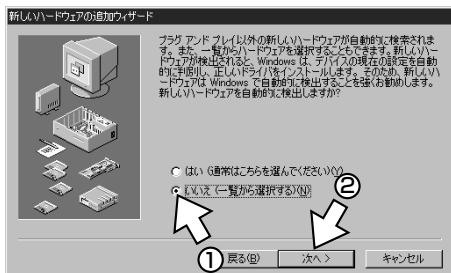 新しいハードウェアの追加ウィザード
プラグ アンド プレイ以外の新しいハードウェアが自動的に検索されま
す。また、一覧からハードウェアを選択することもできます。新しいハー
ドウェアが検出されると、Windows は、デバイスの現在の設定を自動
的に判別し、正しいドライバをインストールします。そのため、新しいハ
ードウェアは Windows で自動的に検出することを強くお勧めします。
新しいハードウェアを自動的に検出しますか?
はい (通常はこちらを選んでください)(Y)
いいえ (一覧から選択する)(N)
②
①
戻る(B)
次へ >
キャンセル